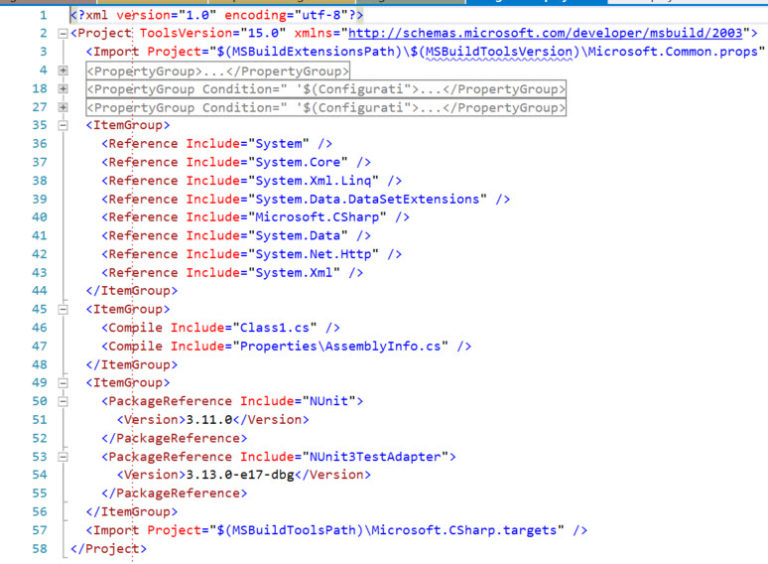 1 <?xml version="1.0" encoding="utf-8"?>
2 <Project ToolsVersion="15.0" xmlns="http://schemas.microsoft.com/developer/msbuild/2003">
3 <Import Project="$(MSBuildExtensionsPath)\$(MSBuildToolsVersion)\Microsoft.Common.props"
4 <PropertyGroup>...</PropertyGroup>
18 <PropertyGroup Condition=" '$(Configurati">...</PropertyGroup>
27 <PropertyGroup Condition=" '$(Configurati">...</PropertyGroup>
35 <ItemGroup>
36 <Reference Include="System" />
37 <Reference Include="System.Core" />
38 <Reference Include="System.Xml.Linq" />
39 <Reference Include="System.Data.DataSetExtensions" />
40 <Reference Include="Microsoft.CSharp" />
41 <Reference Include="System.Data" />
42 <Reference Include="System.Net.Http" />
43 <Reference Include="System.Xml" />
44 </ItemGroup>
45 <ItemGroup>
46 <Compile Include="Class1.cs" />
47 <Compile Include="Properties\AssemblyInfo.cs" />
48 </ItemGroup>
49 <ItemGroup>
50 <PackageReference Include="NUnit">
51 <Version>3.11.0</Version>
52 </PackageReference>
53 <PackageReference Include="NUnit3TestAdapter">
54 <Version>3.13.0-e17-dbg</Version>
55 </PackageReference>
56 </ItemGroup>
57 <Import Project="$(MSBuildToolsPath)\Microsoft.CSharp.targets" />
58 </Project>